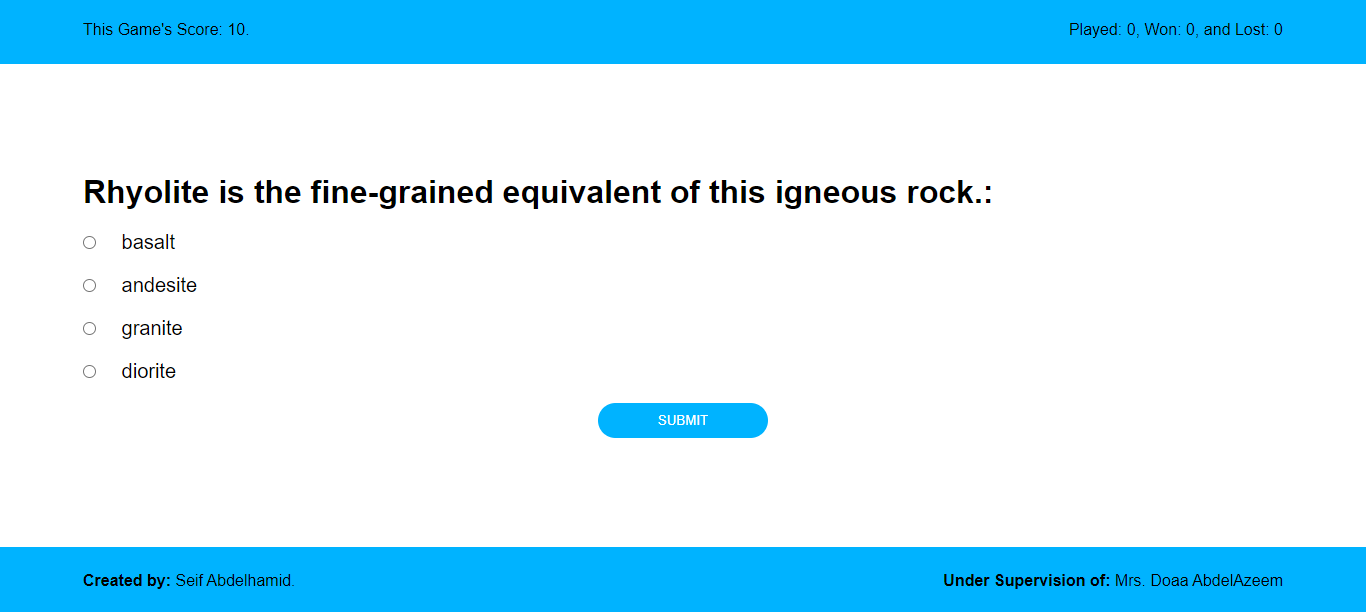 This Game's Score: 10.
Played: 0, Won: 0, and Lost: 0
Rhyolite is the fine-grained equivalent of this igneous rock.:
basalt
andesite
granite
diorite
SUBMIT
Created by: Seif Abdelhamid.
Under Supervision of: Mrs. Doaa AbdelAzeem